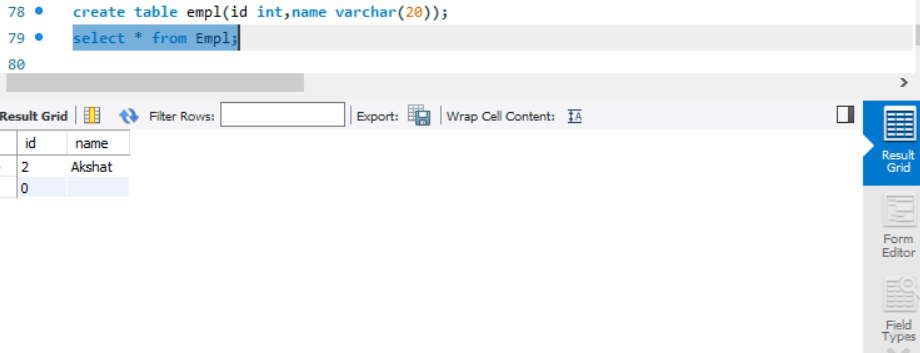 78 create table empl(id int,name varchar(20));
79 select * from Empl;
80
Result Grid Filter Rows: Export: Wrap Cell Content: IA
id name
2 Akshat
0
Result
Grid
Form
Editor
Field
Types